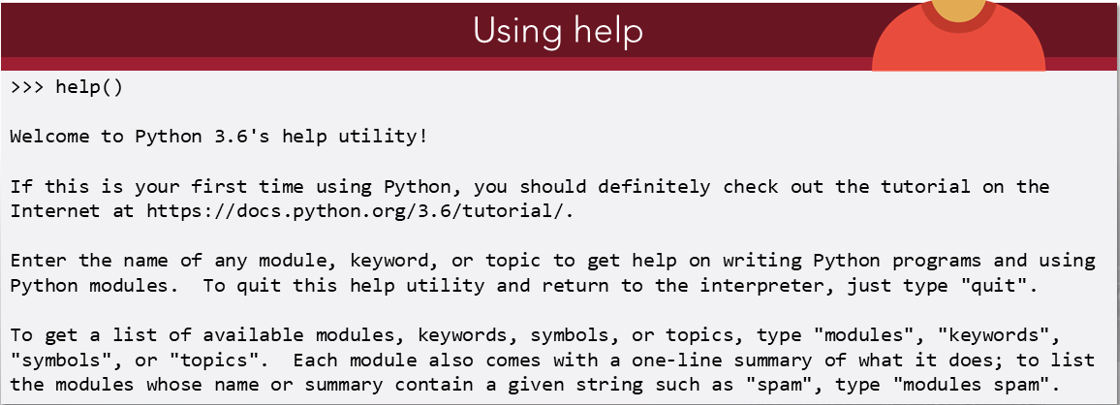 Using help
>>> help()
Welcome to Python 3.6's help utility!
If this is your first time using Python, you should definitely check out the tutorial on the
Internet at https://docs.python.org/3.6/tutorial/.
Enter the name of any module, keyword, or topic to get help on writing Python programs and using
Python modules.  To quit this help utility and return to the interpreter, just type "quit".
To get a list of available modules, keywords, symbols, or topics, type "modules", "keywords",
"symbols", or "topics".  Each module also comes with a one-line summary of what it does; to list
the modules whose name or summary contain a given string such as "spam", type "modules spam".